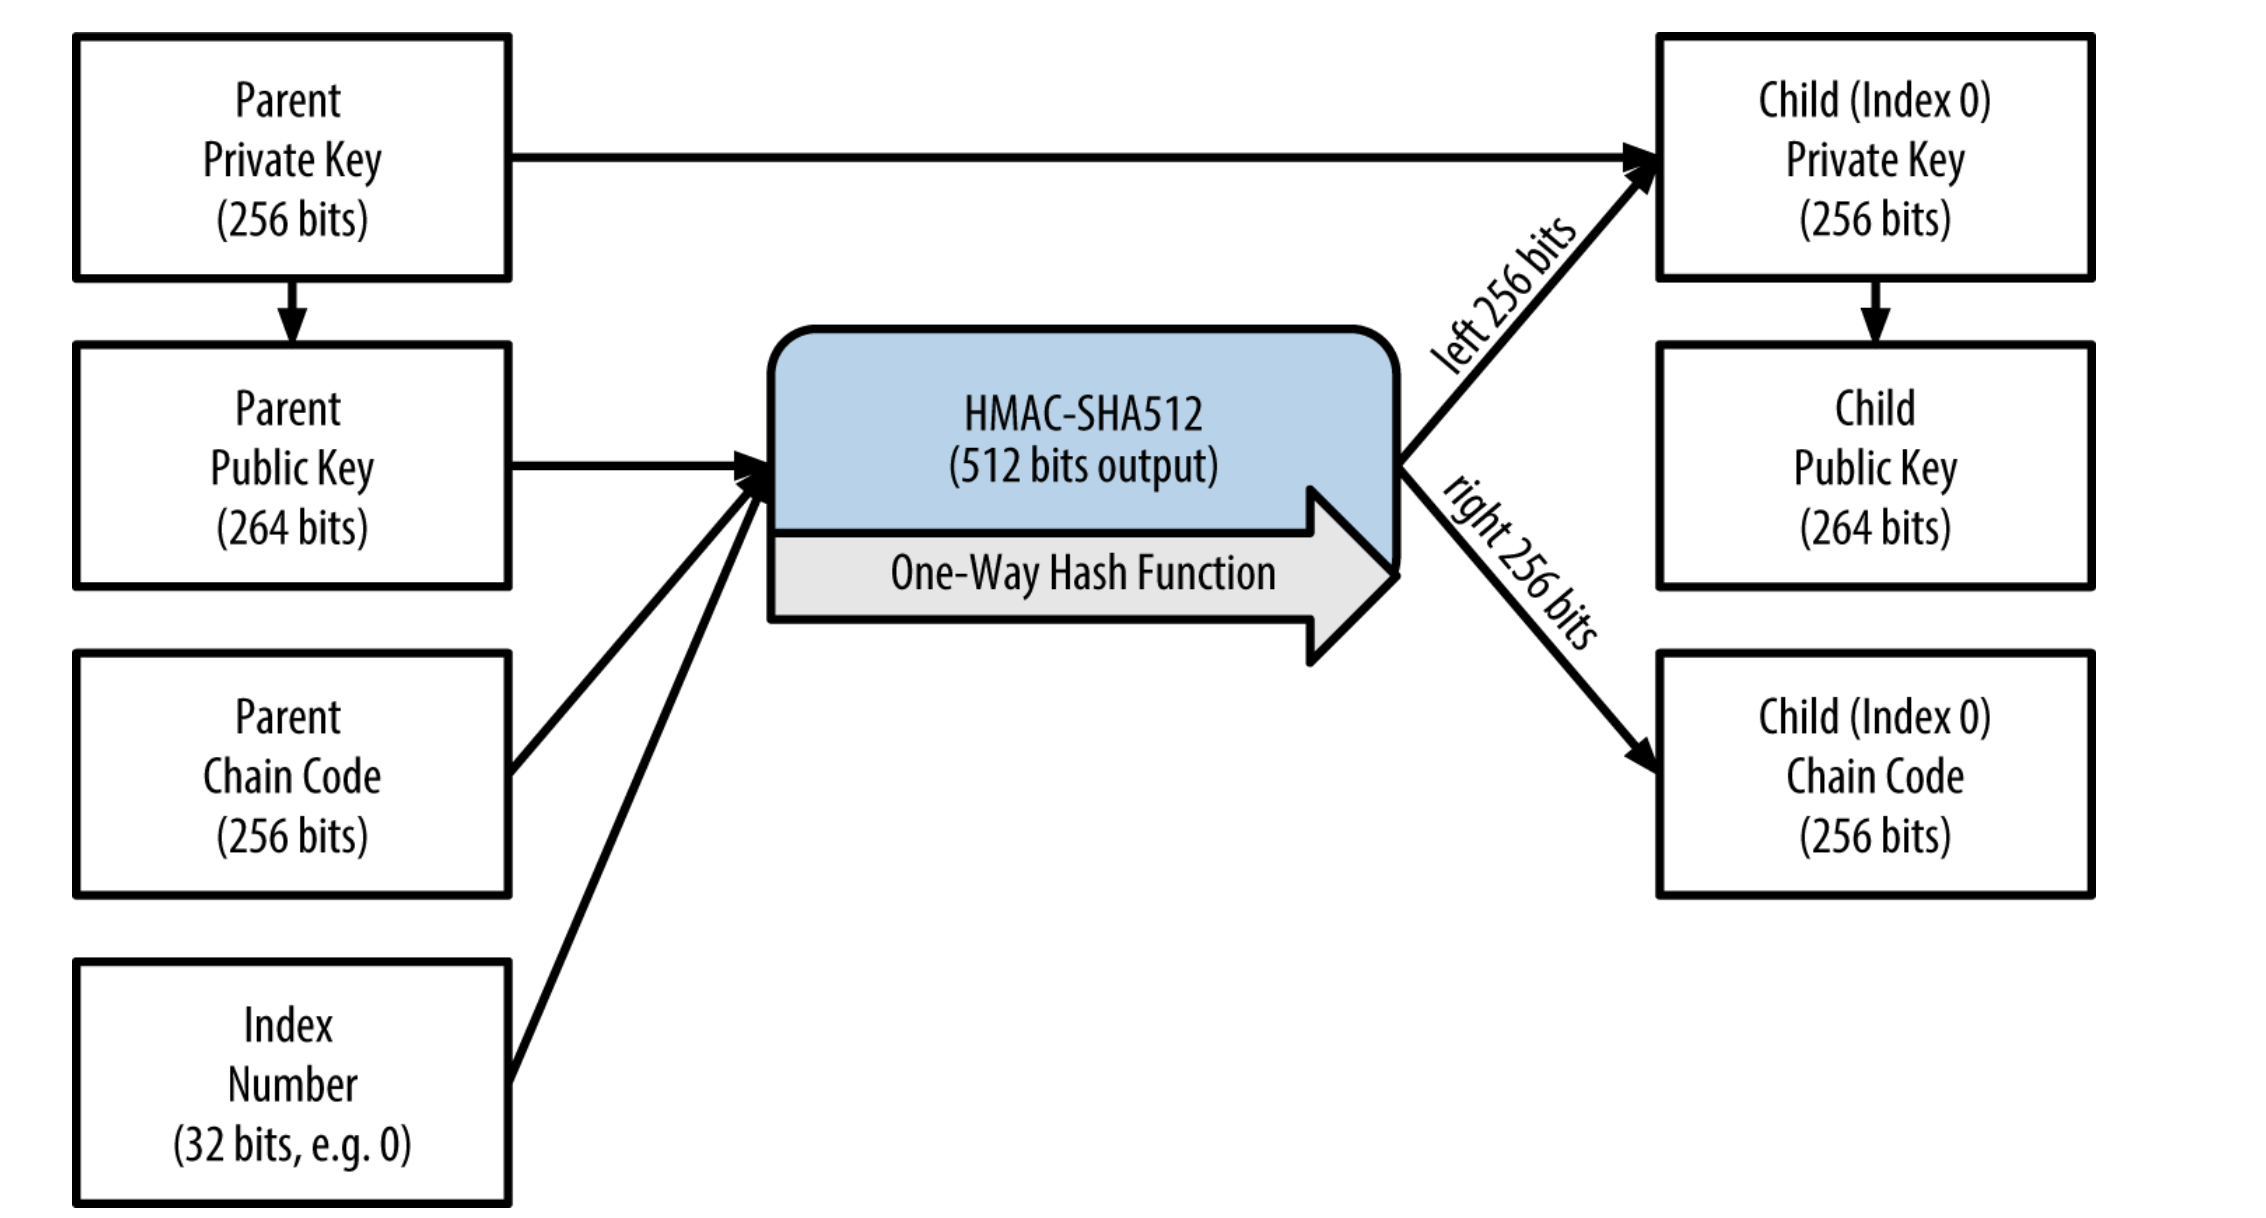 Parent
Private Key
(256 bits)
Parent
Public Key
(264 bits)
Parent
Chain Code
(256 bits)
Index
Number
(32 bits, e.g. 0)
HMAC-SHA512
(512 bits output)
One-Way Hash Function
left 256 bits
right 256 bits
Child (Index 0)
Private Key
(256 bits)
Child
Public Key
(264 bits)
Child (Index 0)
Chain Code
(256 bits)